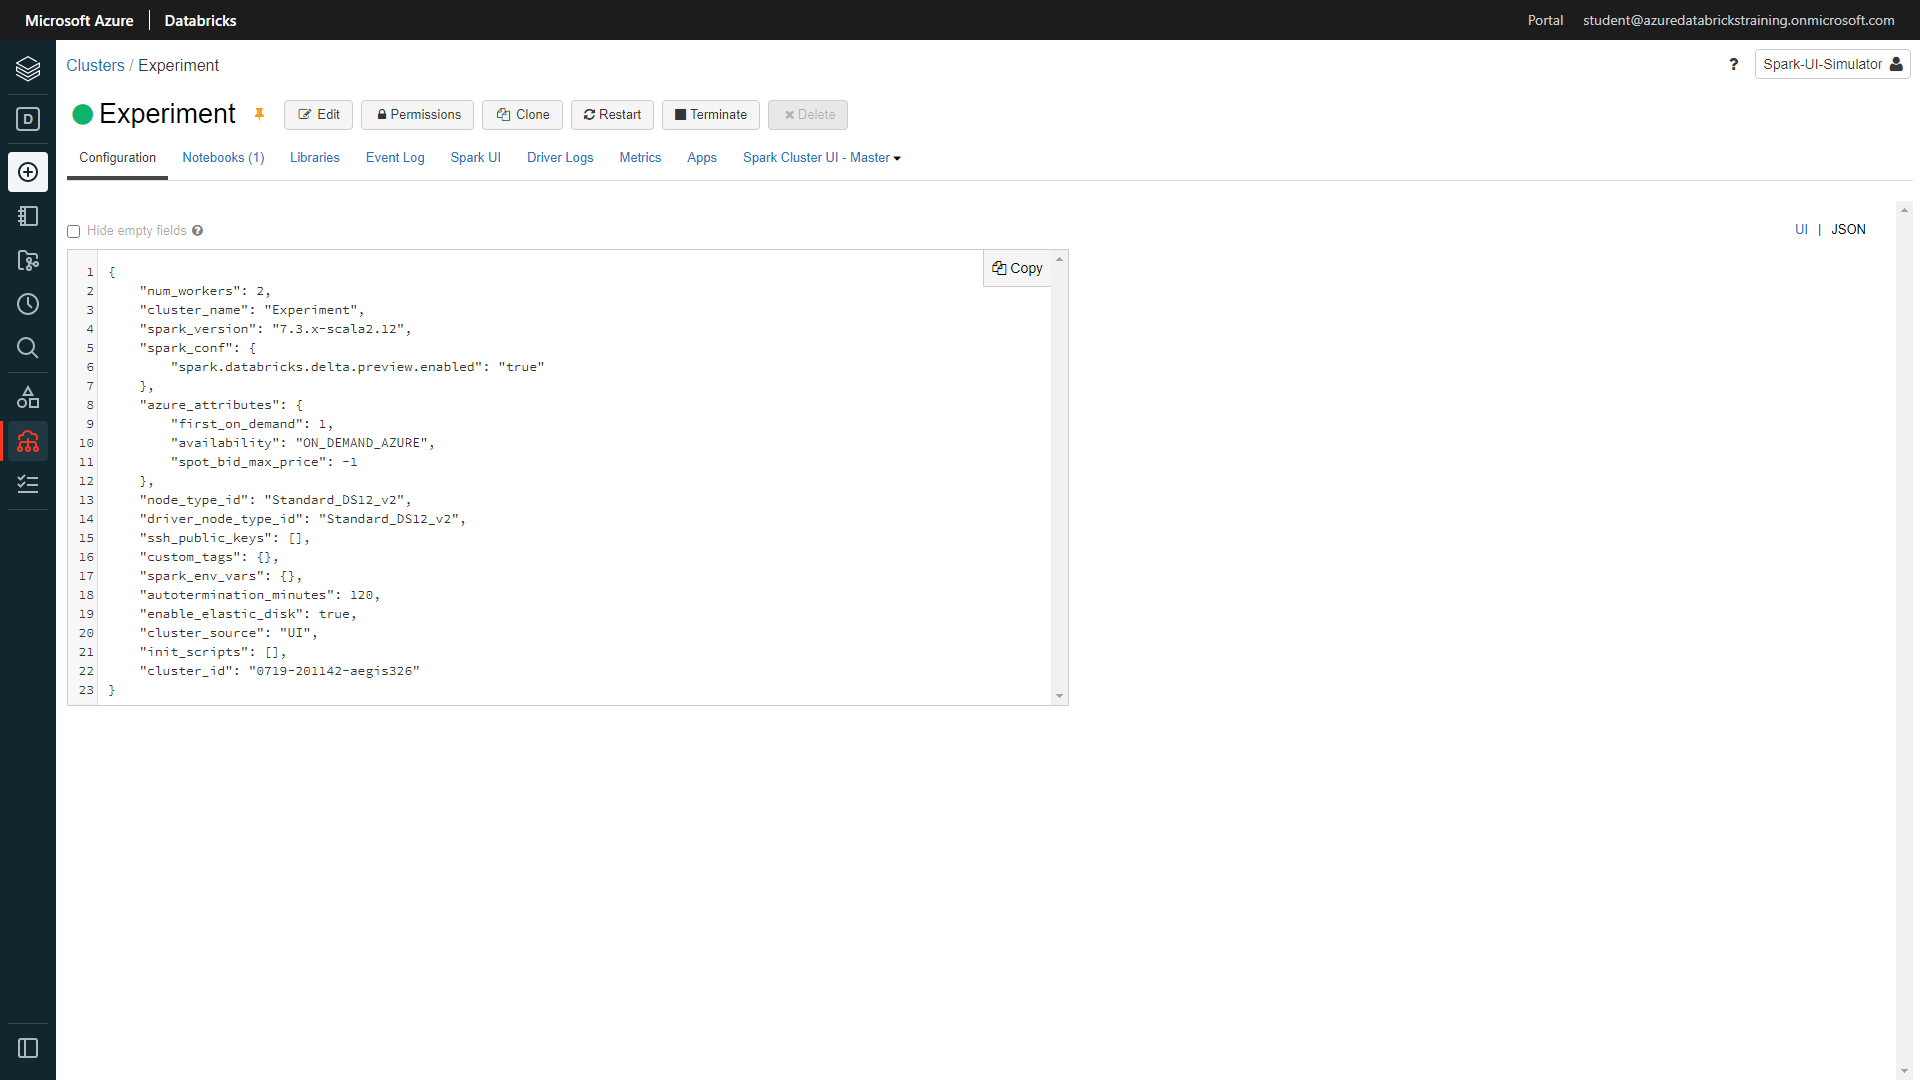 Microsoft Azure Databricks Portal student@azuredatabrickstraining.onmicrosoft.com
Clusters / Experiment ? Spark-UI-Simulator
D
Experiment Edit Permissions Clone Restart Terminate Delete
Configuration Notebooks (1) Libraries Event Log Spark UI Driver Logs Metrics Apps Spark Cluster UI - Master
Hide empty fields ? UI | JSON
Copy
1 {
2 "num_workers": 2,
3 "cluster_name": "Experiment",
4 "spark_version": "7.3.x-scala2.12",
5 "spark_conf": {
6 "spark.databricks.delta.preview.enabled": "true"
7 },
8 "azure_attributes": {
9 "first_on_demand": 1,
10 "availability": "ON_DEMAND_AZURE",
11 "spot_bid_max_price": -1
12 },
13 "node_type_id": "Standard_DS12_v2",
14 "driver_node_type_id": "Standard_DS12_v2",
15 "ssh_public_keys": [],
16 "custom_tags": {},
17 "spark_env_vars": {},
18 "autotermination_minutes": 120,
19 "enable_elastic_disk": true,
20 "cluster_source": "UI",
21 "init_scripts": [],
22 "cluster_id": "0719-201142-aegis326"
23 }